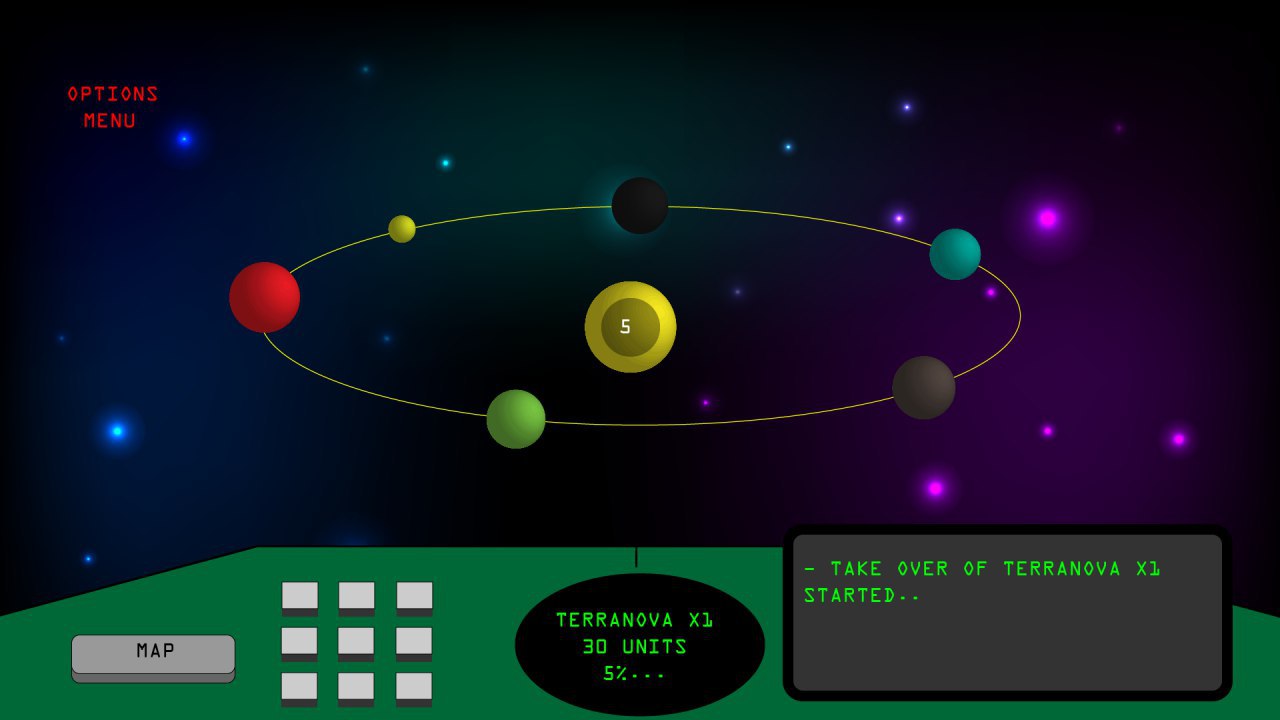 OPTIONS
MENU
5
- TAKE OVER OF TERRANOVA X1
STARTED..
TERRANOVA X1
30 UNITS
5%...
MAP